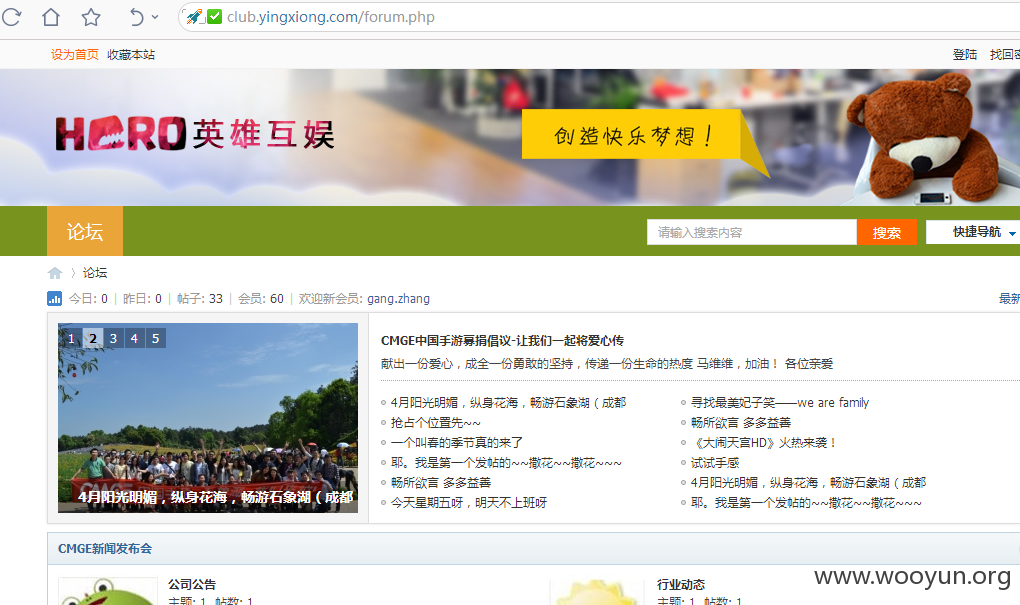 club.yingxiong.com/forum.php
设为首页 收藏本站 登陆 找回密
HERO英雄互娱 创造快乐梦想！
论坛 请输入搜索内容 搜索 快捷导航
论坛
今日: 0 | 昨日: 0 | 帖子: 33 | 会员: 60 | 欢迎新会员: gang.zhang 最新
1 2 3 4 5
4月阳光明媚，纵身花海，畅游石象湖（成都
CMGE中国手游募捐倡议-让我们一起将爱心传
献出一份爱心，成全一份勇敢的坚持，传递一份生命的热度 马维维，加油！ 各位亲爱
4月阳光明媚，纵身花海，畅游石象湖（成都
抢占个位置先~~
一个叫春的季节真的来了
耶。我是第一个发帖的~~撒花~~撒花~~~
畅所欲言 多多益善
今天星期五呀，明天不上班呀
寻找最美妃子笑——we are family
畅所欲言 多多益善
《大闹天宫HD》火热来袭！
试试手感
4月阳光明媚，纵身花海，畅游石象湖（成都
耶。我是第一个发帖的~~撒花~~撒花~~~
CMGE新闻发布会
公司公告
主题: 1, 帖数: 1
行业动态
主题: 1, 帖数: 1
www.wooyun.org